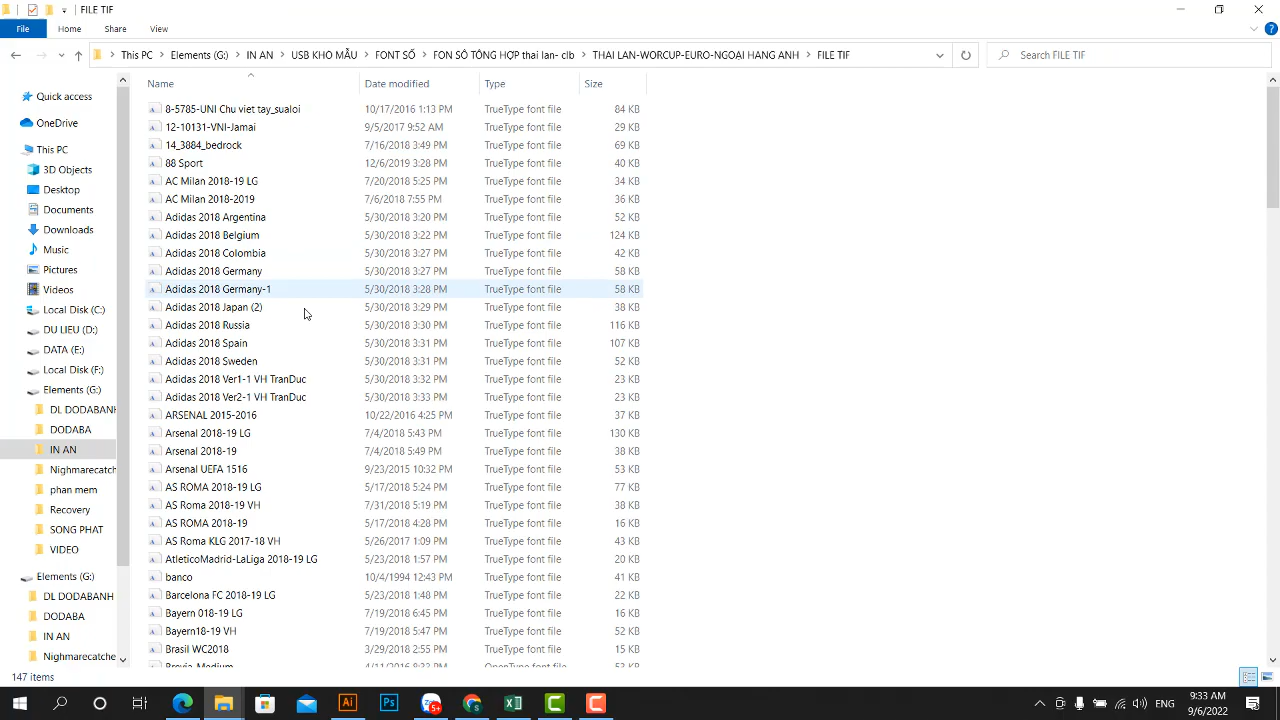 FILE TIF
File Home Share View
This PC Elements (G:) IN AN USB KHO MẪU FONT SỐ FON SỐ TỔNG HỢP thai lan- clb THAI LAN-WORCUP-EURO-NGOẠI HẠNG ANH FILE TIF Search FILE TIF
Name Date modified Type Size
8-5785-UNI Chu viet tay_sualoi 10/17/2016 1:13 PM TrueType font file 84 KB
12-10131-VNI-Jamai 9/5/2017 9:52 AM TrueType font file 29 KB
14_3884_bedrock 7/16/2018 3:49 PM TrueType font file 69 KB
88 Sport 12/6/2019 3:28 PM TrueType font file 40 KB
AC Milan 2018-19 LG 7/20/2018 5:25 PM TrueType font file 34 KB
AC Milan 2018-2019 7/6/2018 7:55 PM TrueType font file 36 KB
Adidas 2018 Argentina 5/30/2018 3:20 PM TrueType font file 52 KB
Adidas 2018 Belgium 5/30/2018 3:22 PM TrueType font file 124 KB
Adidas 2018 Colombia 5/30/2018 3:27 PM TrueType font file 42 KB
Adidas 2018 Germany 5/30/2018 3:27 PM TrueType font file 58 KB
Adidas 2018 Germany-1 5/30/2018 3:28 PM TrueType font file 58 KB
Adidas 2018 Japan (2) 5/30/2018 3:29 PM TrueType font file 38 KB
Adidas 2018 Russia 5/30/2018 3:30 PM TrueType font file 116 KB
Adidas 2018 Spain 5/30/2018 3:31 PM TrueType font file 107 KB
Adidas 2018 Sweden 5/30/2018 3:31 PM TrueType font file 52 KB
Adidas 2018 Ver1-1 VH TranDuc 5/30/2018 3:32 PM TrueType font file 23 KB
Adidas 2018 Ver2-1 VH TranDuc 5/30/2018 3:33 PM TrueType font file 23 KB
ARSENAL 2015-2016 10/22/2016 4:25 PM TrueType font file 37 KB
Arsenal 2018-19 LG 7/4/2018 5:43 PM TrueType font file 130 KB
Arsenal 2018-19 7/4/2018 5:49 PM TrueType font file 38 KB
Arsenal UEFA 1516 9/23/2015 10:32 PM TrueType font file 53 KB
AS ROMA 2018-19 LG 5/17/2018 5:24 PM TrueType font file 77 KB
AS Roma 2018-19 VH 7/31/2018 5:19 PM TrueType font file 38 KB
AS ROMA 2018-19 5/17/2018 4:28 PM TrueType font file 16 KB
AS Roma KLG 2017-18 VH 5/26/2017 1:09 PM TrueType font file 43 KB
AtleticoMadrid-LaLiga 2018-19 LG 5/23/2018 1:57 PM TrueType font file 20 KB
banco 10/4/1994 12:43 PM TrueType font file 41 KB
Barcelona FC 2018-19 LG 5/23/2018 1:48 PM TrueType font file 22 KB
Bayern 018-19 LG 7/19/2018 6:45 PM TrueType font file 16 KB
Bayern18-19 VH 7/19/2018 5:47 PM TrueType font file 52 KB
Brasil WC2018 3/29/2018 2:55 PM TrueType font file 15 KB
Quick access
OneDrive
This PC
3D Objects
Desktop
Documents
Downloads
Music
Pictures
Videos
Local Disk (C:)
DU LIEU (D:)
DATA (E:)
Local Disk (F:)
Elements (G:)
DL DODABANH
DODABA
IN AN
Nighmarecatch
phan mem
Recovery
SONG PHAT
VIDEO
Elements (G:)
DL DODABANH
DODABA
IN AN
Nighmarecatche
147 items
Ai Ps 5+ ENG 9:33 AM
9/6/2022